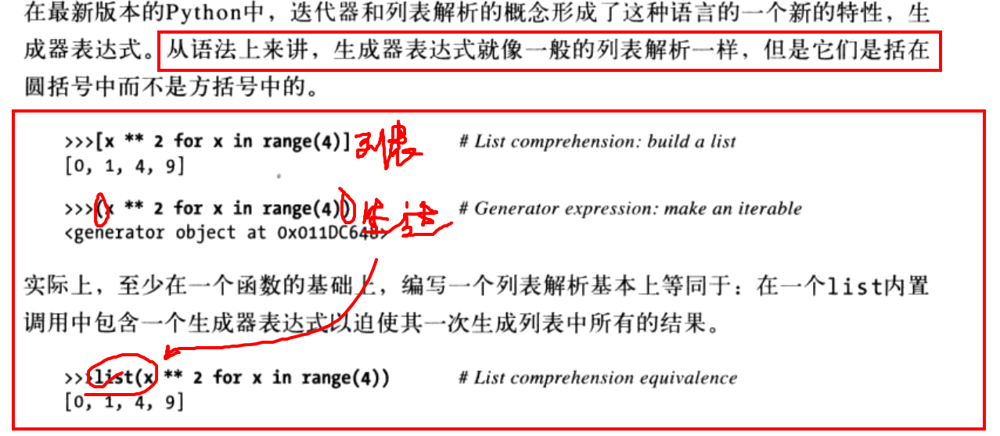 在最新版本的Python中，迭代器和列表解析的概念形成了这种语言的一个新的特性，生
成器表达式。从语法上来讲，生成器表达式就像一般的列表解析一样，但是它们是括在
圆括号中而不是方括号中的。
>>>[x ** 2 for x in range(4)] 列表 # List comprehension: build a list
[0, 1, 4, 9]
>>>(x ** 2 for x in range(4)) # Generator expression: make an iterable
<generator object at 0x011DC648>
实际上，至少在一个函数的基础上，编写一个列表解析基本上等同于：在一个list内置
调用中包含一个生成器表达式以迫使其一次生成列表中所有的结果。
>>>list(x ** 2 for x in range(4)) # List comprehension equivalence
[0, 1, 4, 9]